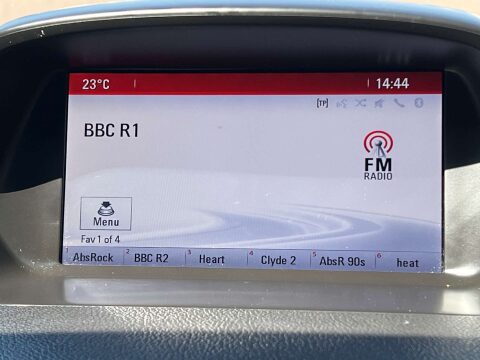 23°C 14:44
[TP]
BBC R1
FM
RADIO
Menu
Fav 1 of 4
1 AbsRock 2 BBC R2 3 Heart 4 Clyde 2 5 AbsR 90s 6 heat